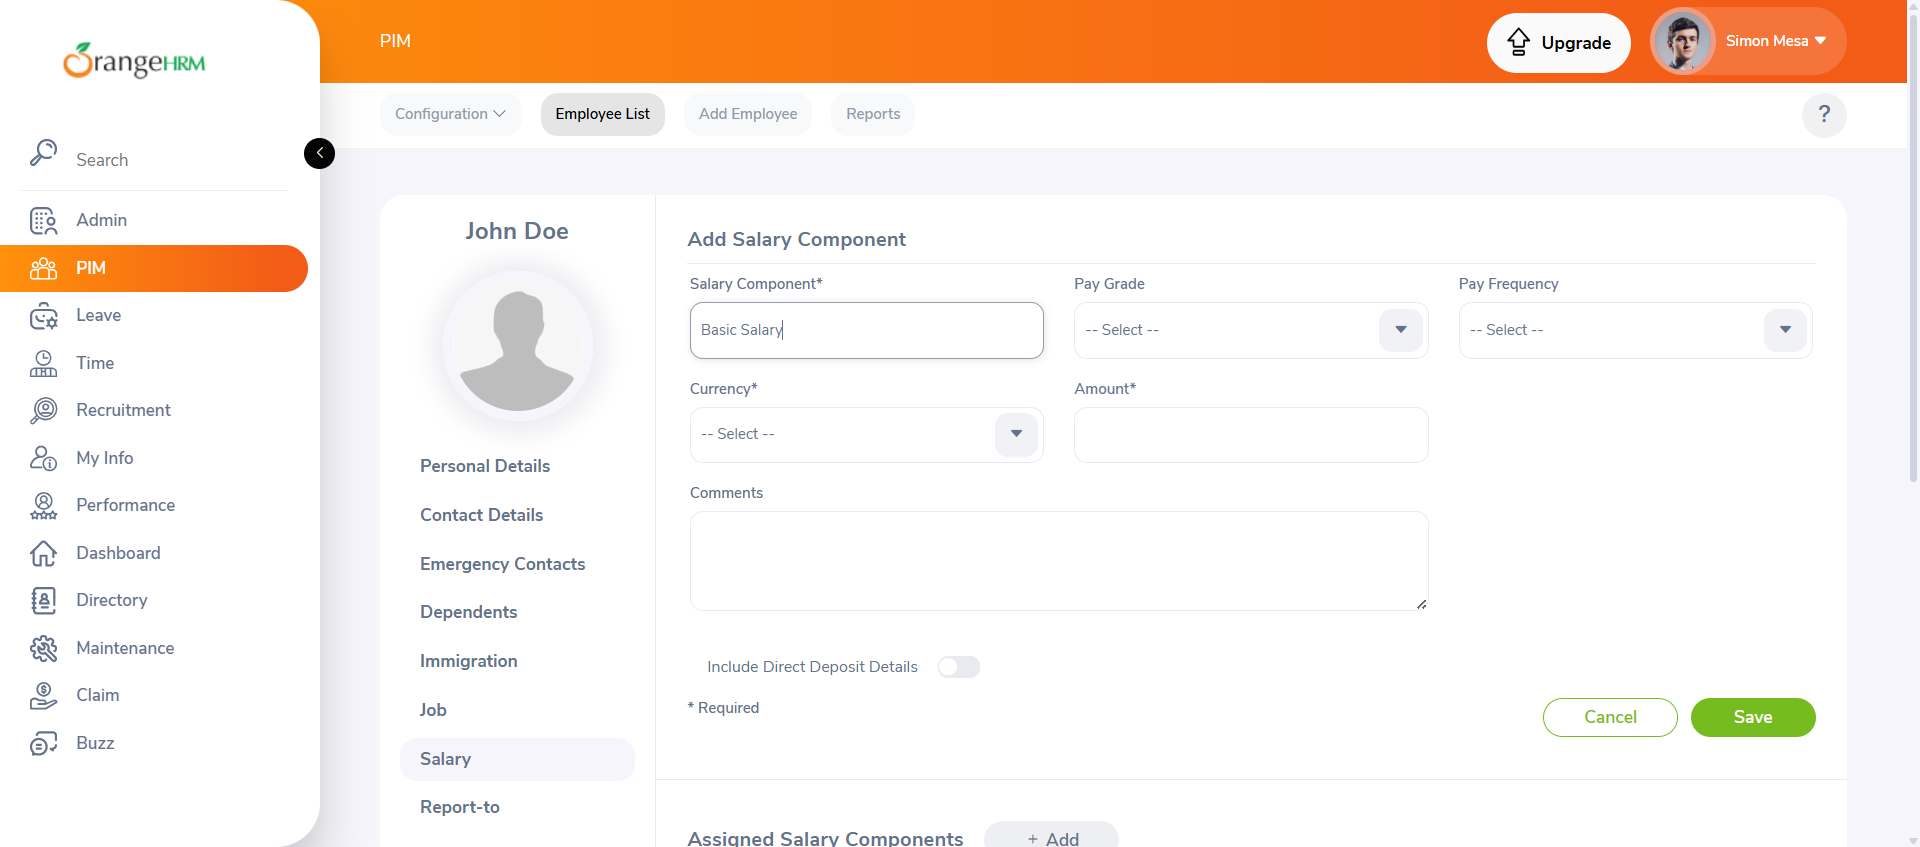 OrangeHRM
Search
Admin
PIM
Leave
Time
Recruitment
My Info
Performance
Dashboard
Directory
Maintenance
Claim
Buzz
PIM
Upgrade
Simon Mesa
Configuration
Employee List
Add Employee
Reports
?
John Doe
Personal Details
Contact Details
Emergency Contacts
Dependents
Immigration
Job
Salary
Report-to
Add Salary Component
Salary Component*
Pay Grade
Pay Frequency
Basic Salary
-- Select --
-- Select --
Currency*
Amount*
-- Select --
Comments
Include Direct Deposit Details
* Required
Cancel
Save
Assigned Salary Components
+ Add